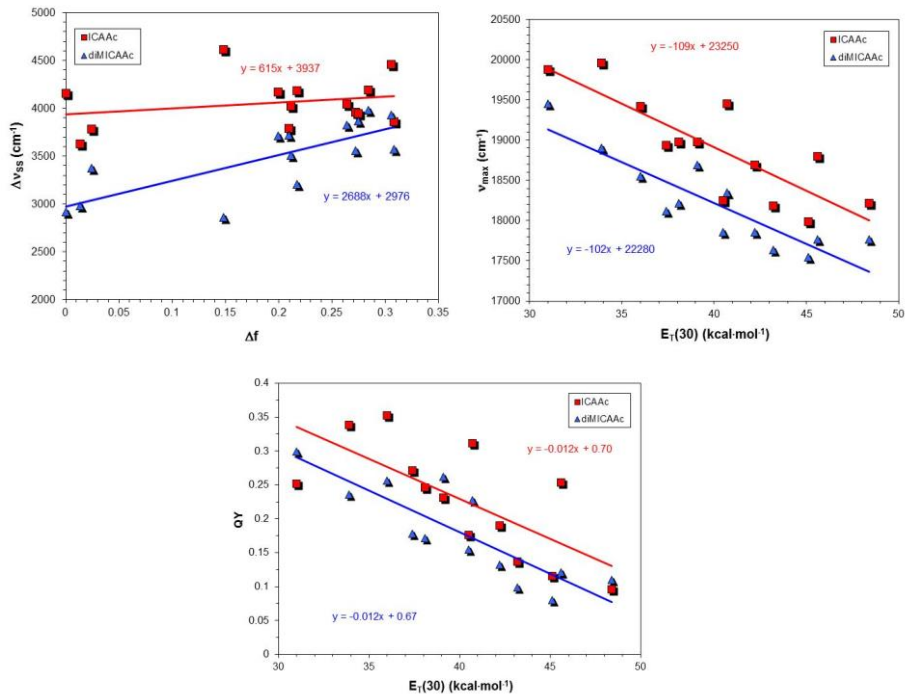 ICAAc
diMICAAc
y = 615x + 3937
y = 2688x + 2976
5000
4500
4000
3500
3000
2500
2000
0 0.05 0.1 0.15 0.2 0.25 0.3 0.35
Δν_SS (cm⁻¹)
Δf
ICAAc
diMICAAc
y = -109x + 23250
y = -102x + 22280
20500
20000
19500
19000
18500
18000
17500
17000
30 35 40 45 50
ν_max (cm⁻¹)
E_T(30) (kcal·mol⁻¹)
ICAAc
diMICAAc
y = -0.012x + 0.70
y = -0.012x + 0.67
0.4
0.35
0.3
0.25
0.2
0.15
0.1
0.05
0
30 35 40 45 50
QY
E_T(30) (kcal·mol⁻¹)